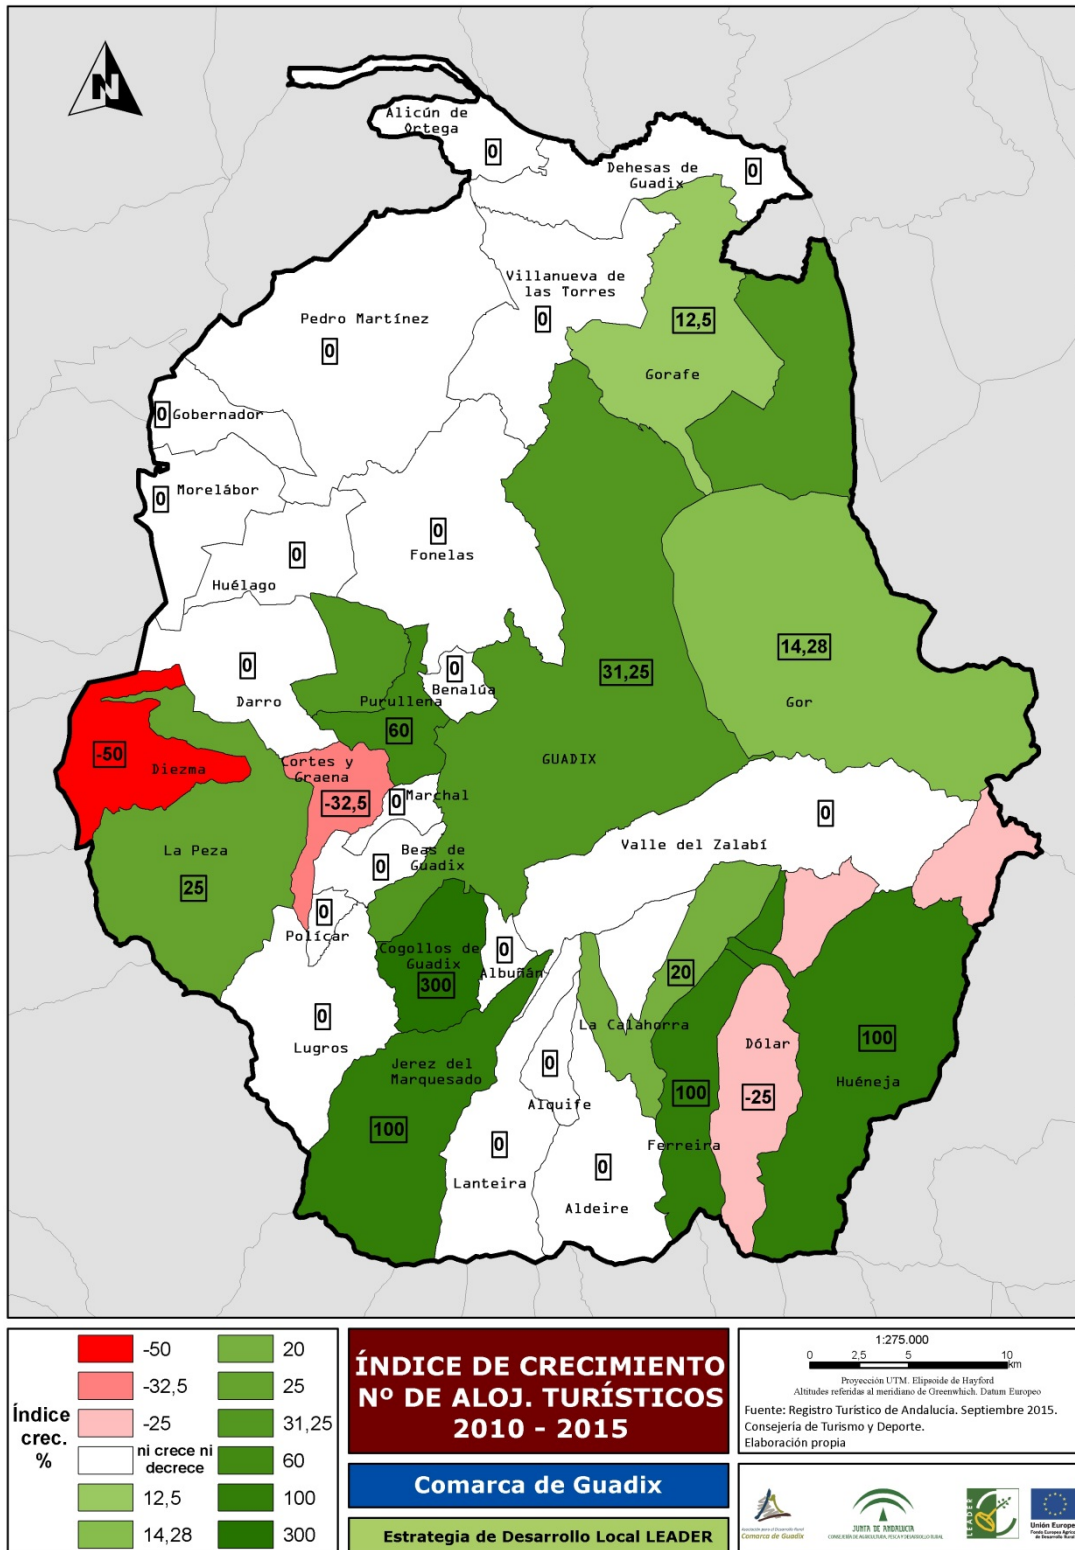 N
Alicún de
Ortega
0
Dehesas de
Guadix
0
Villanueva de
las Torres
0
12,5
Gorafe
Pedro Martínez
0
0
Gobernador
Morelábor
0
0
Huélago
0
Fonelas
0
Darro
0
Benalúa
Purullena
60
31,25
GUADIX
14,28
Gor
-50
Diezma
Cortes y
Graena
-32,5
0
Marchal
La Peza
25
Beas de
Guadix
0
Valle del Zalabí
0
0
Polícar
Cogollos de
Guadix
300
0
Albuñán
20
La Calahorra
0
Lugros
Jerez del
Marquesado
100
0
Alquife
0
Lanteira
0
Aldeire
100
Ferreira
Dólar
-25
100
Huéneja
Índice
crec.
%
-50
-32,5
-25
ni crece ni
decrece
12,5
14,28
20
25
31,25
60
100
300
ÍNDICE DE CRECIMIENTO
Nº DE ALOJ. TURÍSTICOS
2010 - 2015
Comarca de Guadix
Estrategia de Desarrollo Local LEADER
1:275.000
0 2,5 5 10
km
Proyección UTM. Elipsoide de Hayford
Altitudes referidas al meridiano de Greenwhich. Datum Europeo
Fuente: Registro Turistico de Andalucia. Septiembre 2015.
Consejería de Turismo y Deporte.
Elaboración propia
Comarca de Guadix
JUNTA DE ANDALUCIA
LEADER
Unión Europea